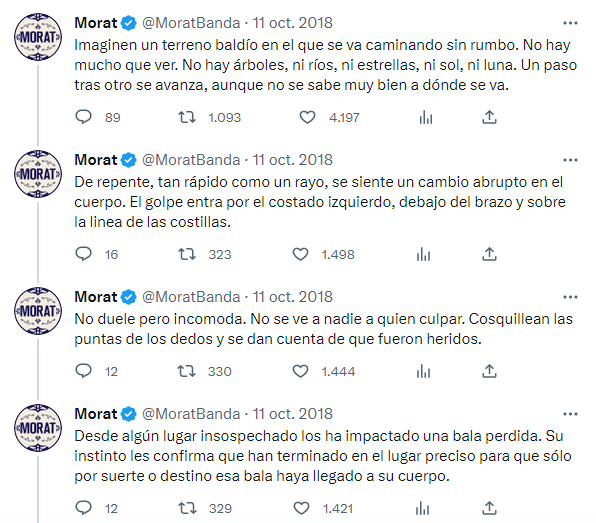 MORAT
Morat @MoratBanda · 11 oct. 2018
Imaginen un terreno baldío en el que se va caminando sin rumbo. No hay
mucho que ver. No hay árboles, ni ríos, ni estrellas, ni sol, ni luna. Un paso
tras otro se avanza, aunque no se sabe muy bien a dónde se va.
89 1.093 4.197
MORAT
Morat @MoratBanda · 11 oct. 2018
De repente, tan rápido como un rayo, se siente un cambio abrupto en el
cuerpo. El golpe entra por el costado izquierdo, debajo del brazo y sobre
la linea de las costillas.
16 323 1.498
MORAT
Morat @MoratBanda · 11 oct. 2018
No duele pero incomoda. No se ve a nadie a quien culpar. Cosquillean las
puntas de los dedos y se dan cuenta de que fueron heridos.
12 330 1.444
MORAT
Morat @MoratBanda · 11 oct. 2018
Desde algún lugar insospechado los ha impactado una bala perdida. Su
instinto les confirma que han terminado en el lugar preciso para que sólo
por suerte o destino esa bala haya llegado a su cuerpo.
12 329 1.421